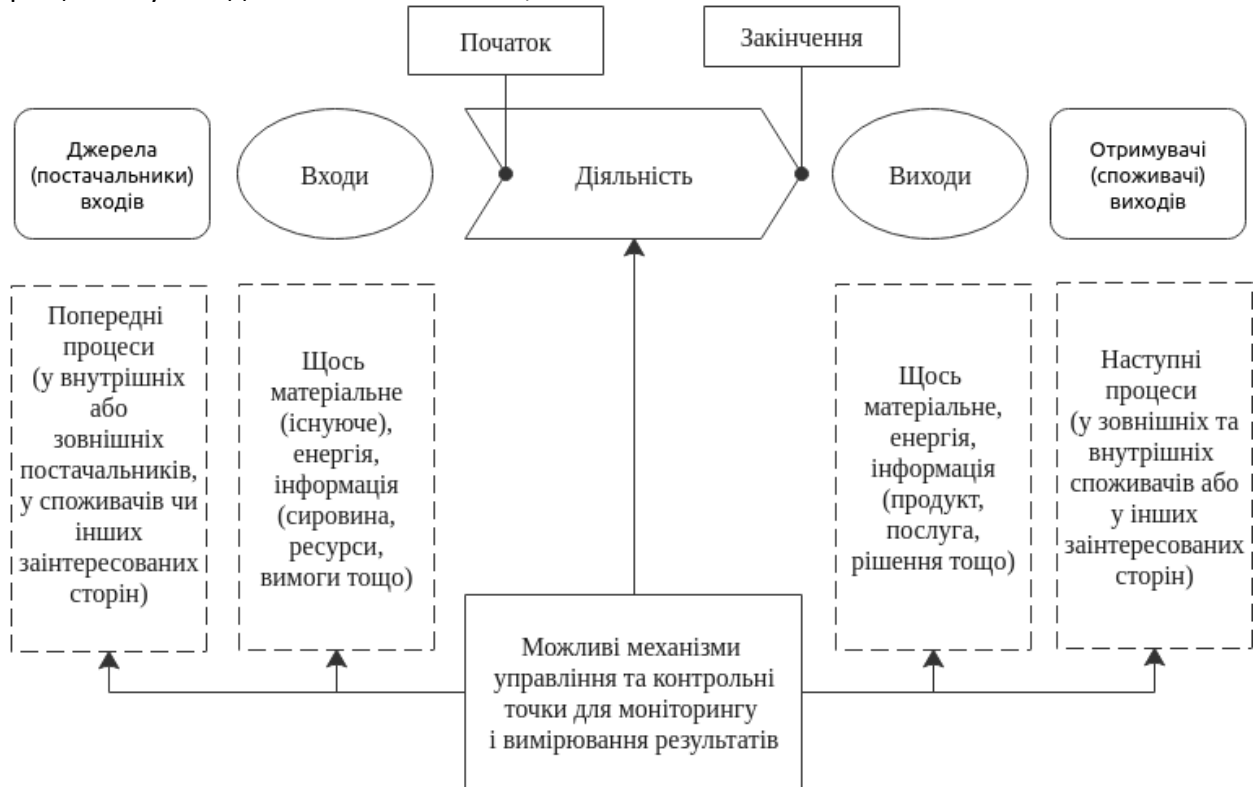 Початок
Закінчення
Джерела
(постачальники)
входів
Входи
Діяльність
Виходи
Отримувачі
(споживачі)
виходів
Попередні
процеси
(у внутрішніх
або
зовнішніх
постачальників,
у споживачів чи
інших
заінтересованих
сторін)
Щось
матеріальне
(існуюче),
енергія,
інформація
(сировина,
ресурси,
вимоги тощо)
Щось
матеріальне,
енергія,
інформація
(продукт,
послуга,
рішення тощо)
Наступні
процеси
(у зовнішніх та
внутрішніх
споживачів або
у інших
заінтересованих
сторін)
Можливі механізми
управління та контрольні
точки для моніторингу
і вимірювання результатів